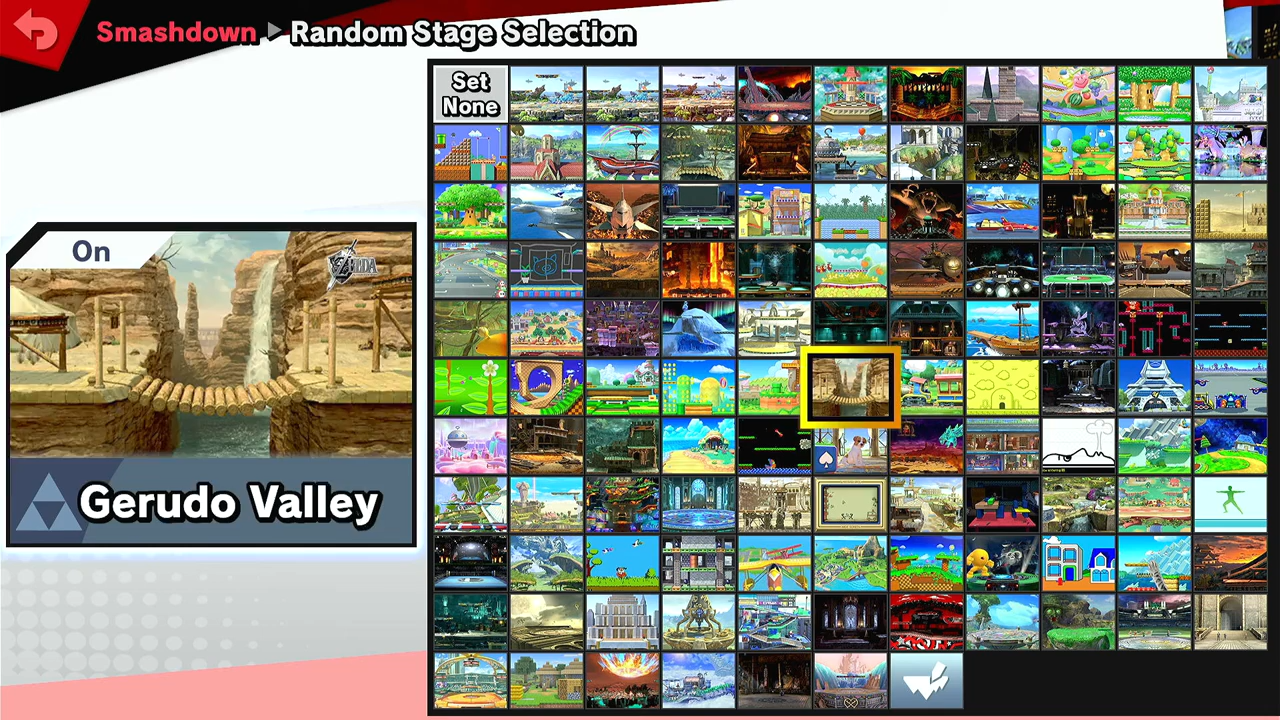 Smashdown ▶ Random Stage Selection
Set
None
On
ZELDA
Gerudo Valley